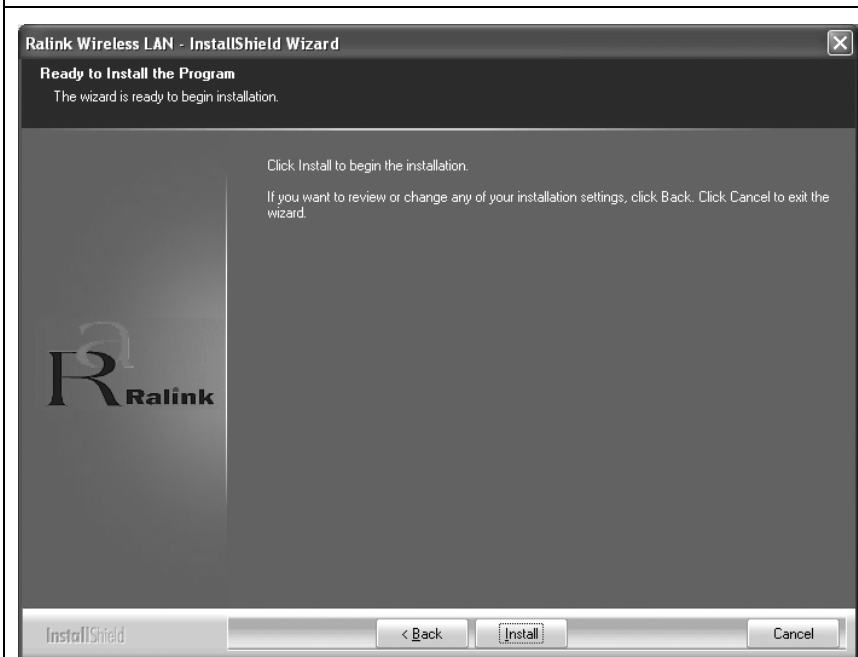 Ralink Wireless LAN - InstallShield Wizard
Ready to Install the Program
The wizard is ready to begin installation.
Click Install to begin the installation.
If you want to review or change any of your installation settings, click Back. Click Cancel to exit the
wizard.
Ra
Ralink
InstallShield
< Back
Install
Cancel